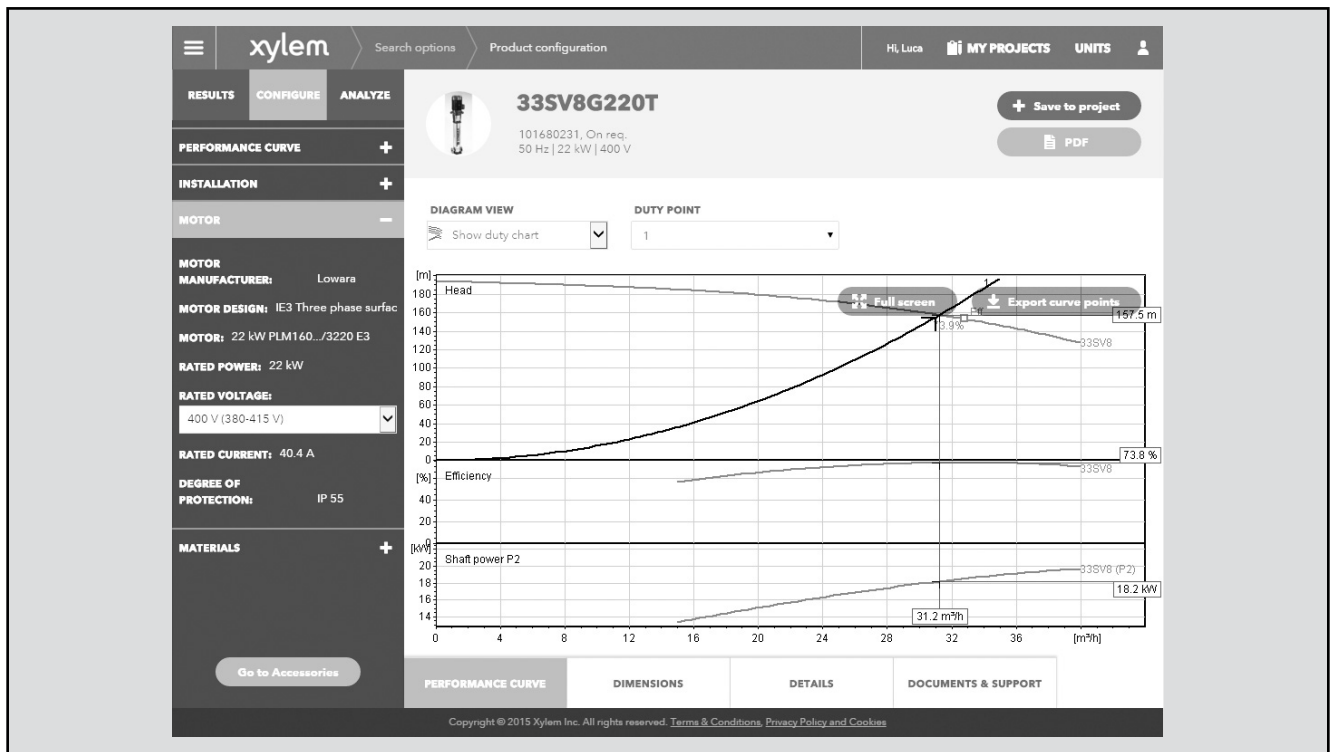 xylem
Search options
Product configuration
Hi, Luca
MY PROJECTS
UNITS
RESULTS
CONFIGURE
ANALYZE
PERFORMANCE CURVE
INSTALLATION
MOTOR
MOTOR
MANUFACTURER: Lowara
MOTOR DESIGN: IE3 Three phase surfac
MOTOR: 22 kW PLM160.../3220 E3
RATED POWER: 22 kW
RATED VOLTAGE:
400 V (380-415 V)
RATED CURRENT: 40.4 A
DEGREE OF
PROTECTION: IP 55
MATERIALS
Go to Accessories
33SV8G220T
101680231, On req.
50 Hz | 22 kW | 400 V
Save to project
PDF
DIAGRAM VIEW
Show duty chart
DUTY POINT
1
[m]
Head
180
160
140
120
100
80
60
40
20
0
1
Full screen
Export curve points
Eff
3.9%
157.5 m
33SV8
[%]
Efficiency
40
20
0
73.8 %
33SV8
[kW]
Shaft power P2
20
18
16
14
33SV8 (P2)
18.2 kW
31.2 m³/h
0 4 8 12 16 20 24 28 32 36 [m³/h]
PERFORMANCE CURVE
DIMENSIONS
DETAILS
DOCUMENTS & SUPPORT
Copyright © 2015 Xylem Inc. All rights reserved. Terms & Conditions, Privacy Policy and Cookies